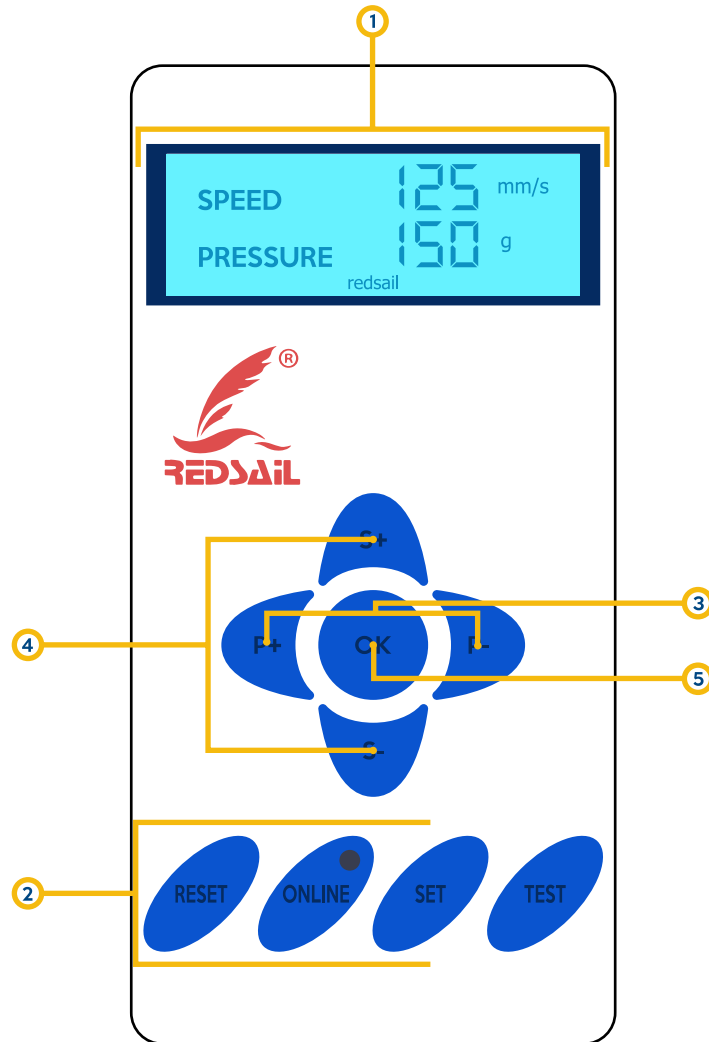 1
SPEED 125 mm/s
PRESSURE 150 g
redsail
®
REDSAiL
S+
3
4
P+ OK P-
5
S-
2
RESET ONLINE SET TEST